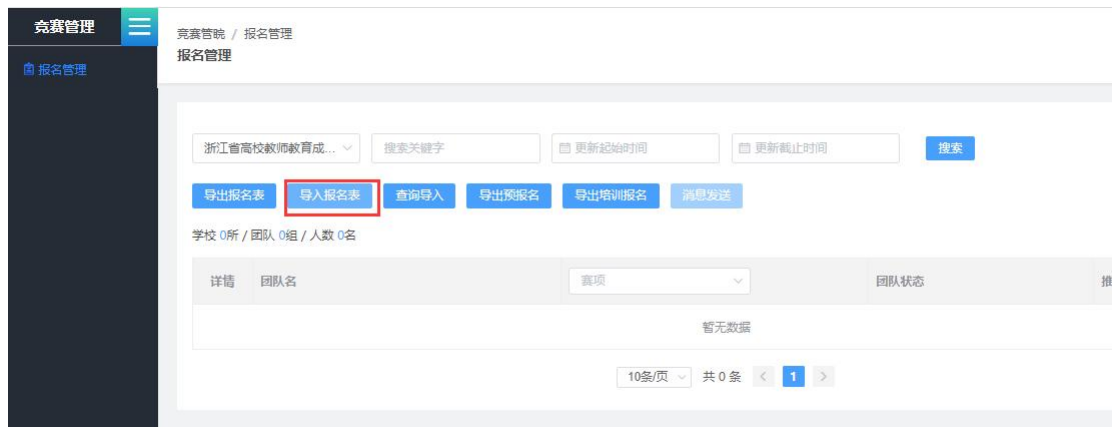 竞赛管理
竞赛管晥 / 报名管理
报名管理
报名管理
浙江省高校教师教育成... 搜索关键字 更新起始时间 更新截止时间 搜索
导出报名表 导入报名表 查询导入 导出预报名 导出培训报名 消息发送
学校 0所 / 团队 0组 / 人数 0名
详情 团队名 赛项 团队状态 推
暂无数据
10条/页 共 0 条 < 1 >